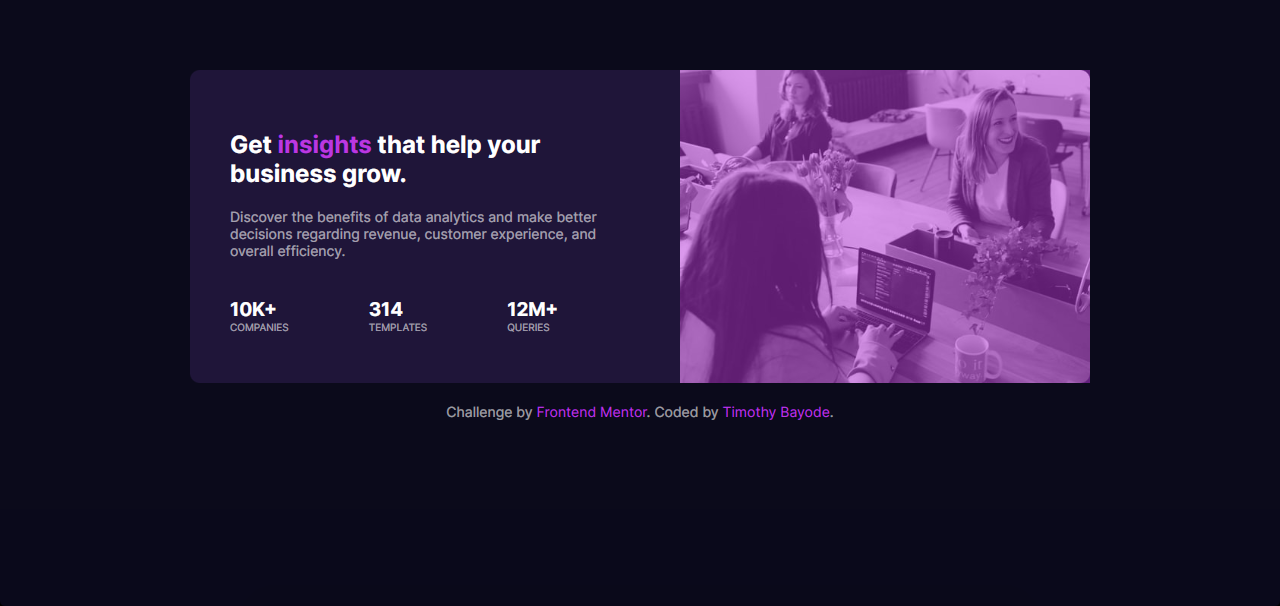 Get insights that help your
business grow.
Discover the benefits of data analytics and make better
decisions regarding revenue, customer experience, and
overall efficiency.
10K+ 314 12M+
COMPANIES TEMPLATES QUERIES
Challenge by Frontend Mentor. Coded by Timothy Bayode.